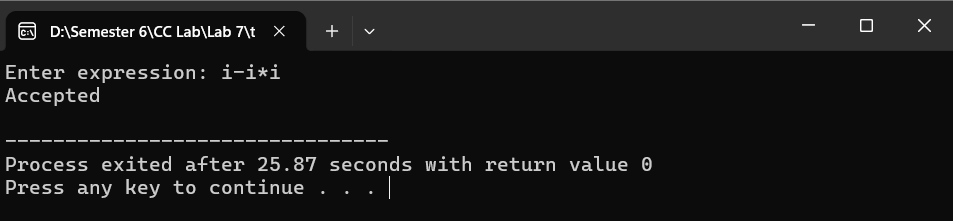 D:\Semester 6\CC Lab\Lab 7\t
Enter expression: i-i*i
Accepted
--------------------------------
Process exited after 25.87 seconds with return value 0
Press any key to continue . . .